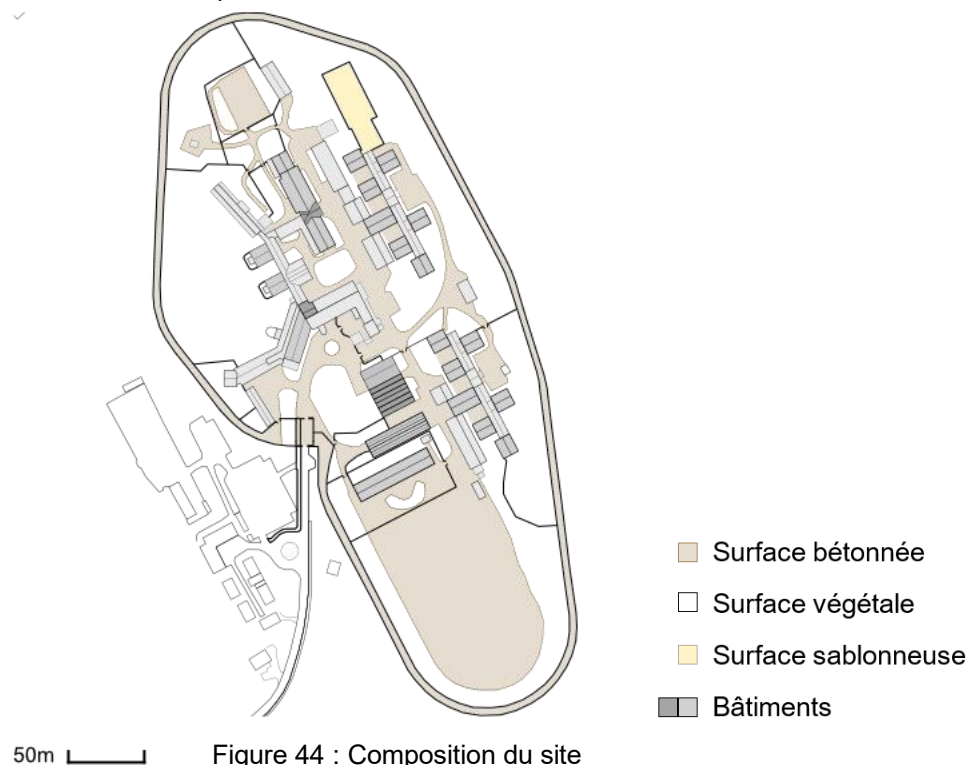 Surface bétonnée
Surface végétale
Surface sablonneuse
Bâtiments
50m
Figure 44 : Composition du site